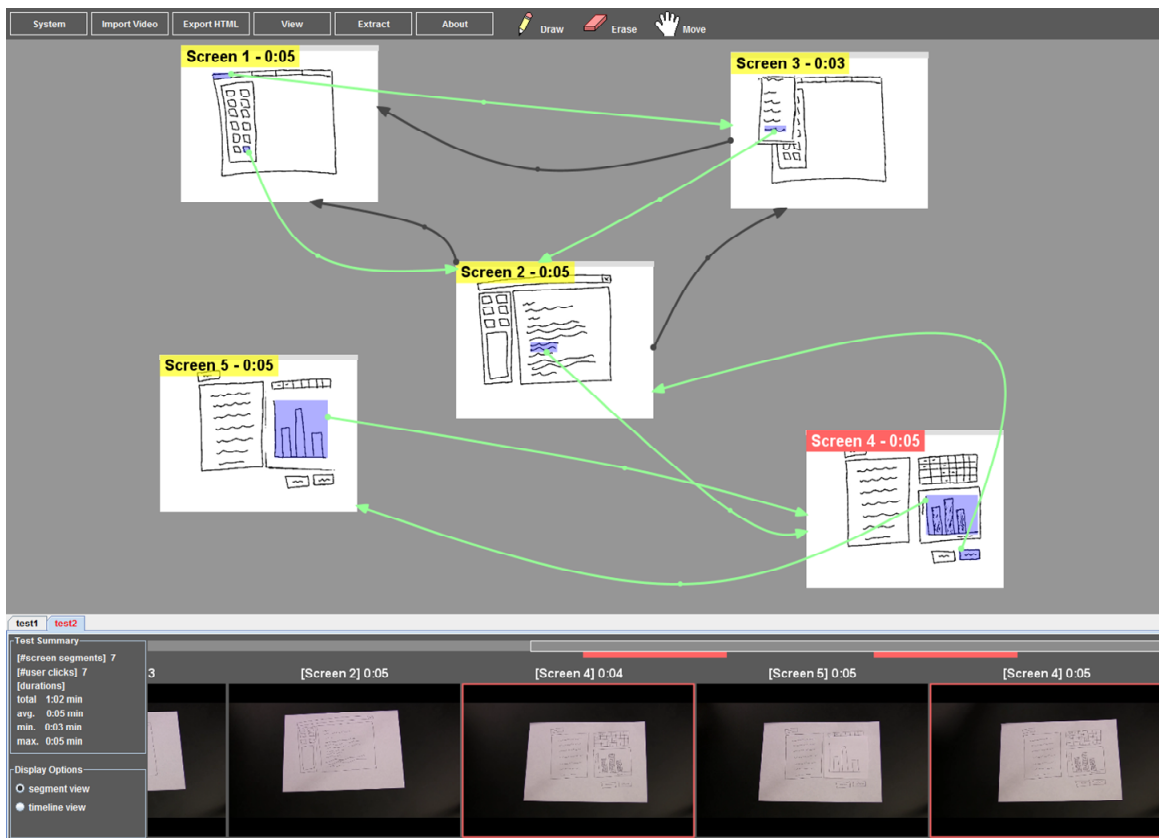 System Import Video Export HTML View Extract About Draw Erase Move
Screen 1 - 0:05
Screen 3 - 0:03
Screen 2 - 0:05
Screen 5 - 0:05
Screen 4 - 0:05
test1 test2
Test Summary
[#screen segments] 7
[#user clicks] 7
[durations]
total 1:02 min
avg. 0:05 min
min. 0:03 min
max. 0:05 min
Display Options
segment view
timeline view
3 [Screen 2] 0:05 [Screen 4] 0:04 [Screen 5] 0:05 [Screen 4] 0:05